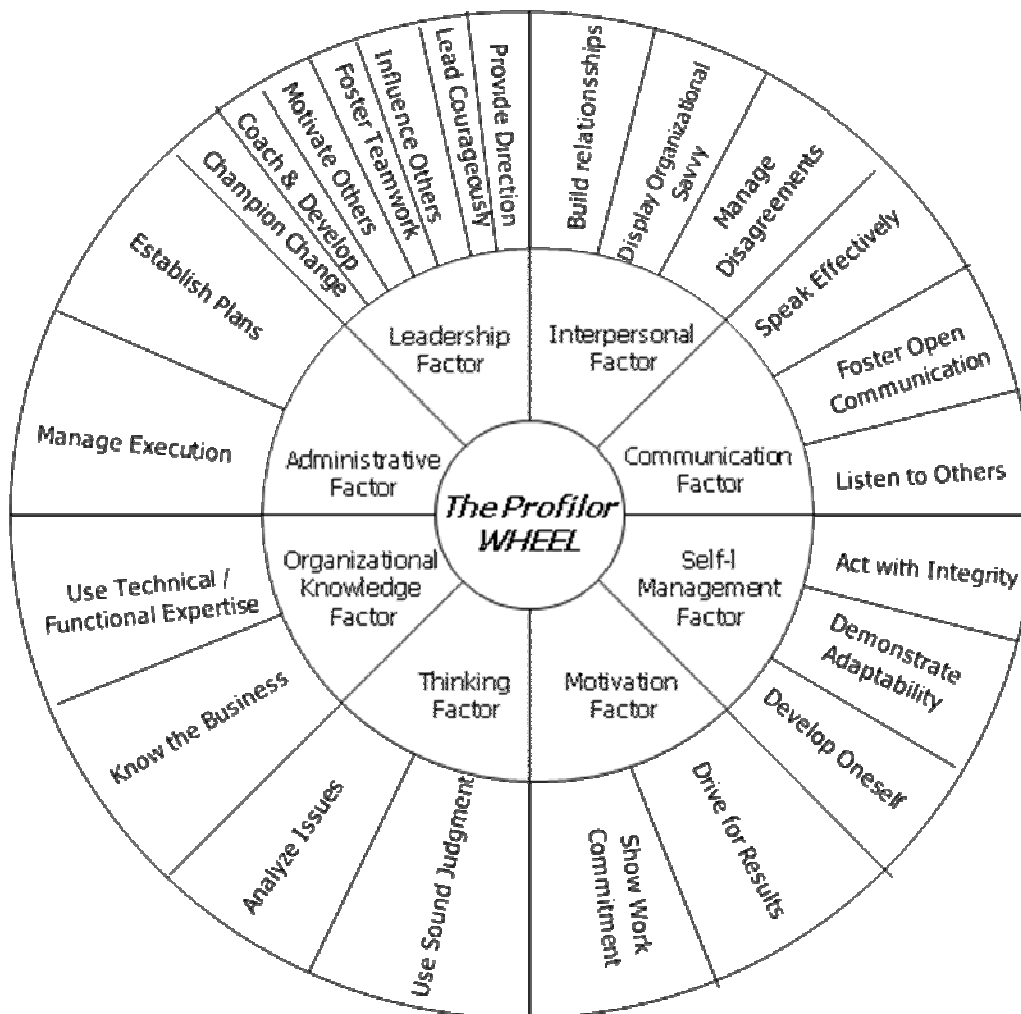 The Profilor
WHEEL
Leadership
Factor
Champion Change
Coach & Develop
Motivate Others
Foster Teamwork
Influence Others
Lead Courageously
Provide Direction
Interpersonal
Factor
Build relationsships
Display Organizational
Savvy
Manage
Disagreements
Communication
Factor
Speak Effectively
Foster Open
Communication
Listen to Others
Self-l
Management
Factor
Act with Integrity
Demonstrate
Adaptability
Develop Oneself
Motivation
Factor
Drive for Results
Show Work
Commitment
Thinking
Factor
Use Sound Judgment
Analyze Issues
Organizational
Knowledge
Factor
Know the Business
Use Technical /
Functional Expertise
Administrative
Factor
Manage Execution
Establish Plans